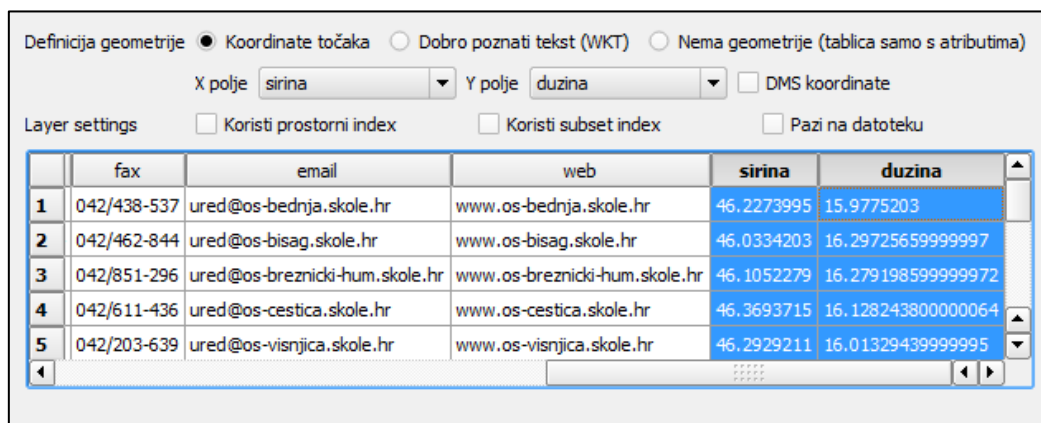 Definicija geometrije Koordinate točaka Dobro poznati tekst (WKT) Nema geometrije (tablica samo s atributima)
X polje sirina Y polje duzina DMS koordinate
Layer settings Koristi prostorni index Koristi subset index Pazi na datoteku
fax email web sirina duzina
1 042/438-537 ured@os-bednja.skole.hr www.os-bednja.skole.hr 46.2273995 15.9775203
2 042/462-844 ured@os-bisag.skole.hr www.os-bisag.skole.hr 46.0334203 16.29725659999997
3 042/851-296 ured@os-breznicki-hum.skole.hr www.os-breznicki-hum.skole.hr 46.1052279 16.279198599999972
4 042/611-436 ured@os-cestica.skole.hr www.os-cestica.skole.hr 46.3693715 16.128243800000064
5 042/203-639 ured@os-visnjica.skole.hr www.os-visnjica.skole.hr 46.2929211 16.01329439999995